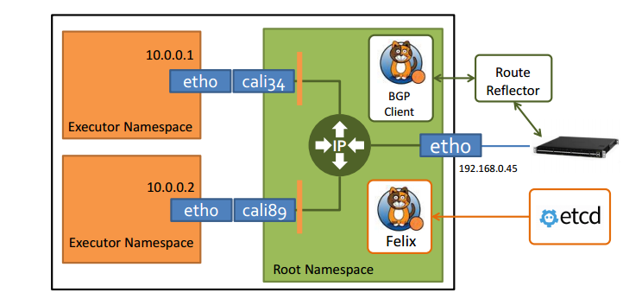 10.0.0.1
etho
cali34
Executor Namespace
10.0.0.2
etho
cali89
Executor Namespace
BGP
Client
IP
Felix
Root Namespace
etho
192.168.0.45
Route
Reflector
etcd